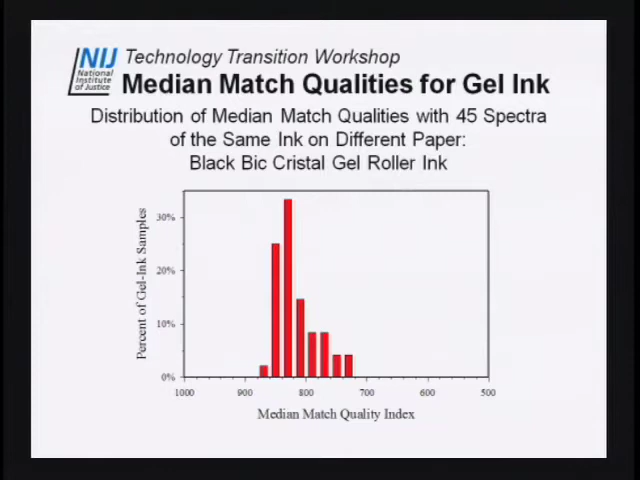 NIJ
National
Institute
of Justice
Technology Transition Workshop
Median Match Qualities for Gel Ink
Distribution of Median Match Qualities with 45 Spectra
of the Same Ink on Different Paper:
Black Bic Cristal Gel Roller Ink
Percent of Gel-Ink Samples
30%
20%
10%
0%
1000 900 800 700 600 500
Median Match Quality Index